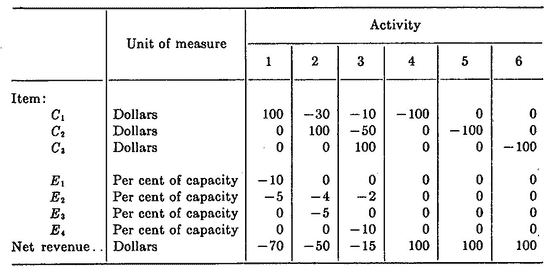 Unit of measure Activity
1 2 3 4 5 6
Item:
C₁ Dollars 100 −30 −10 −100 0 0
C₂ Dollars 0 100 −50 0 −100 0
C₃ Dollars 0 0 100 0 0 −100
E₁ Per cent of capacity −10 0 0 0 0 0
E₂ Per cent of capacity −5 −4 −2 0 0 0
E₃ Per cent of capacity 0 −5 0 0 0 0
E₄ Per cent of capacity 0 0 −10 0 0 0
Net revenue.. Dollars −70 −50 −15 100 100 100